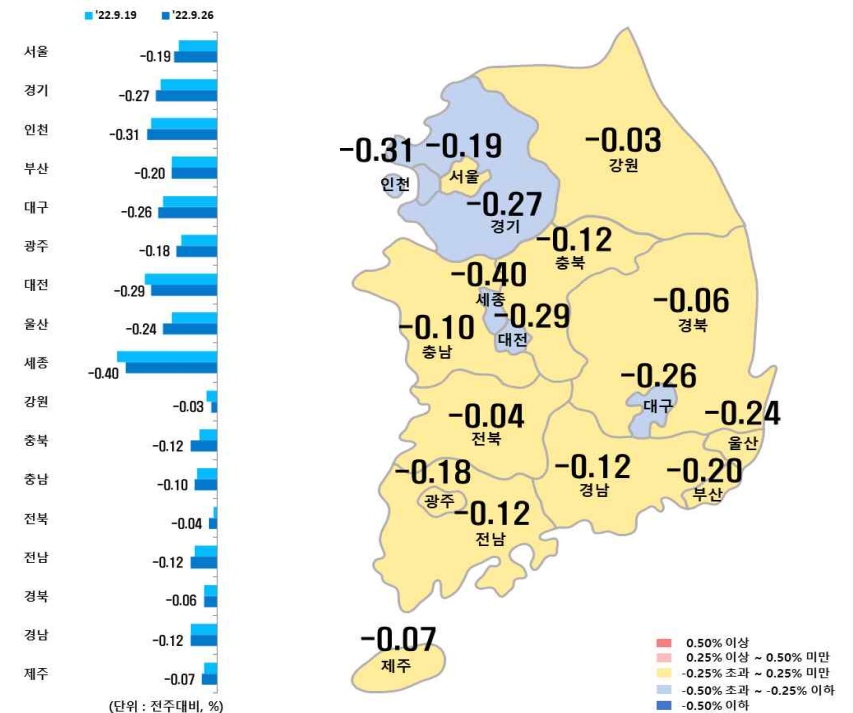 '22.9.19 '22.9.26
서울 -0.19
경기 -0.27
인천 -0.31
부산 -0.20
대구 -0.26
광주 -0.18
대전 -0.29
울산 -0.24
세종 -0.40
강원 -0.03
충북 -0.12
충남 -0.10
전북 -0.04
전남 -0.12
경북 -0.06
경남 -0.12
제주 -0.07
(단위 : 전주대비, %)
-0.03
강원
-0.31
인천
-0.19
서울
-0.27
경기
-0.12
충북
-0.40
세종
-0.29
대전
-0.10
충남
-0.06
경북
-0.26
대구
-0.24
울산
-0.04
전북
-0.12
경남
-0.20
부산
-0.18
광주
-0.12
전남
-0.07
제주
0.50% 이상
0.25% 이상 ~ 0.50% 미만
-0.25% 초과 ~ 0.25% 미만
-0.50% 초과 ~ -0.25% 이하
-0.50% 이하